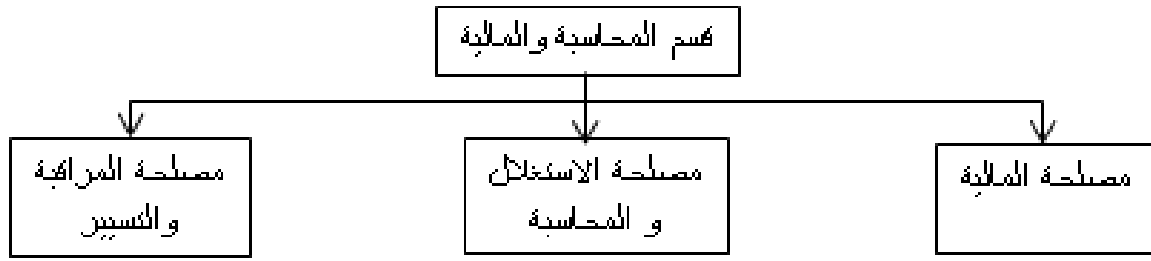 قسم المحاسبة والمالية
مصلحة المالية
مصلحة الاستغلال
و المحاسبة
مصلحة المراقبة
والتسيير